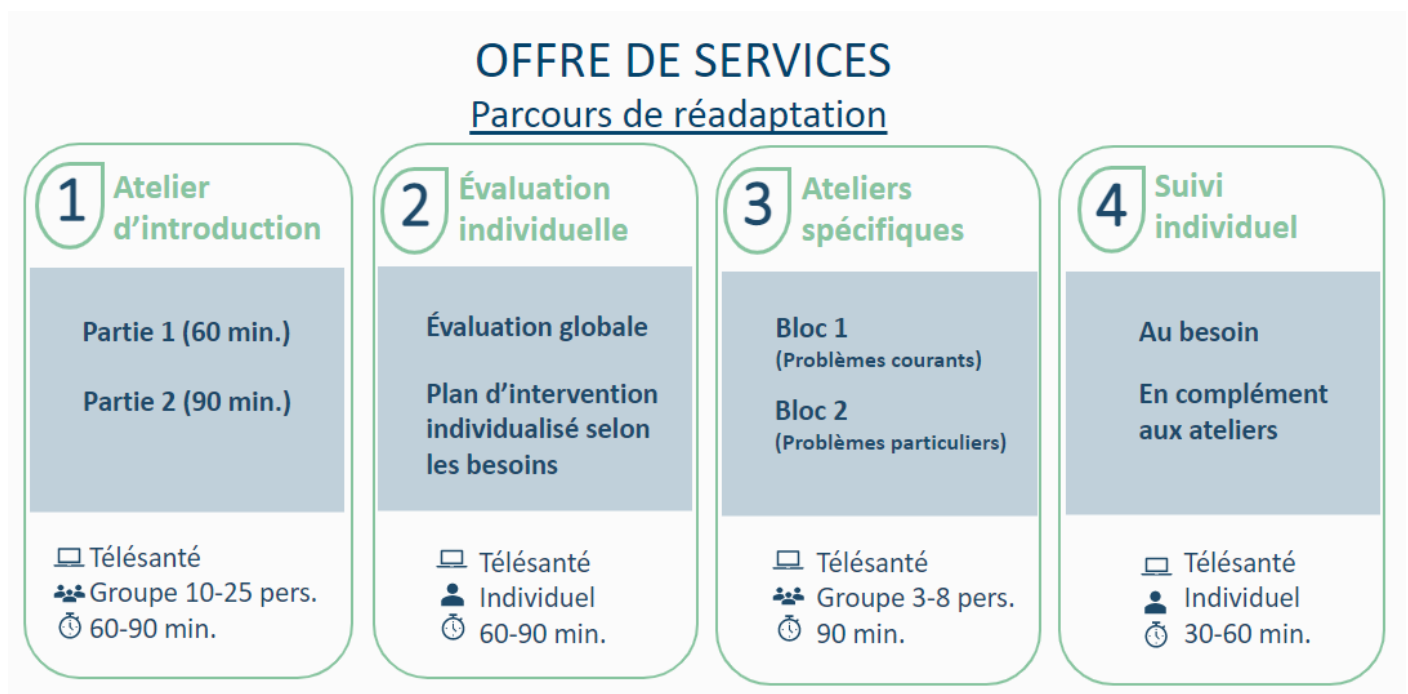 OFFRE DE SERVICES
Parcours de réadaptation
1
Atelier
d’introduction
Partie 1 (60 min.)
Partie 2 (90 min.)
Télésanté
Groupe 10-25 pers.
60-90 min.
2
Évaluation
individuelle
Évaluation globale
Plan d’intervention
individualisé selon
les besoins
Télésanté
Individuel
60-90 min.
3
Ateliers
spécifiques
Bloc 1
(Problèmes courants)
Bloc 2
(Problèmes particuliers)
Télésanté
Groupe 3-8 pers.
90 min.
4
Suivi
individuel
Au besoin
En complément
aux ateliers
Télésanté
Individuel
30-60 min.